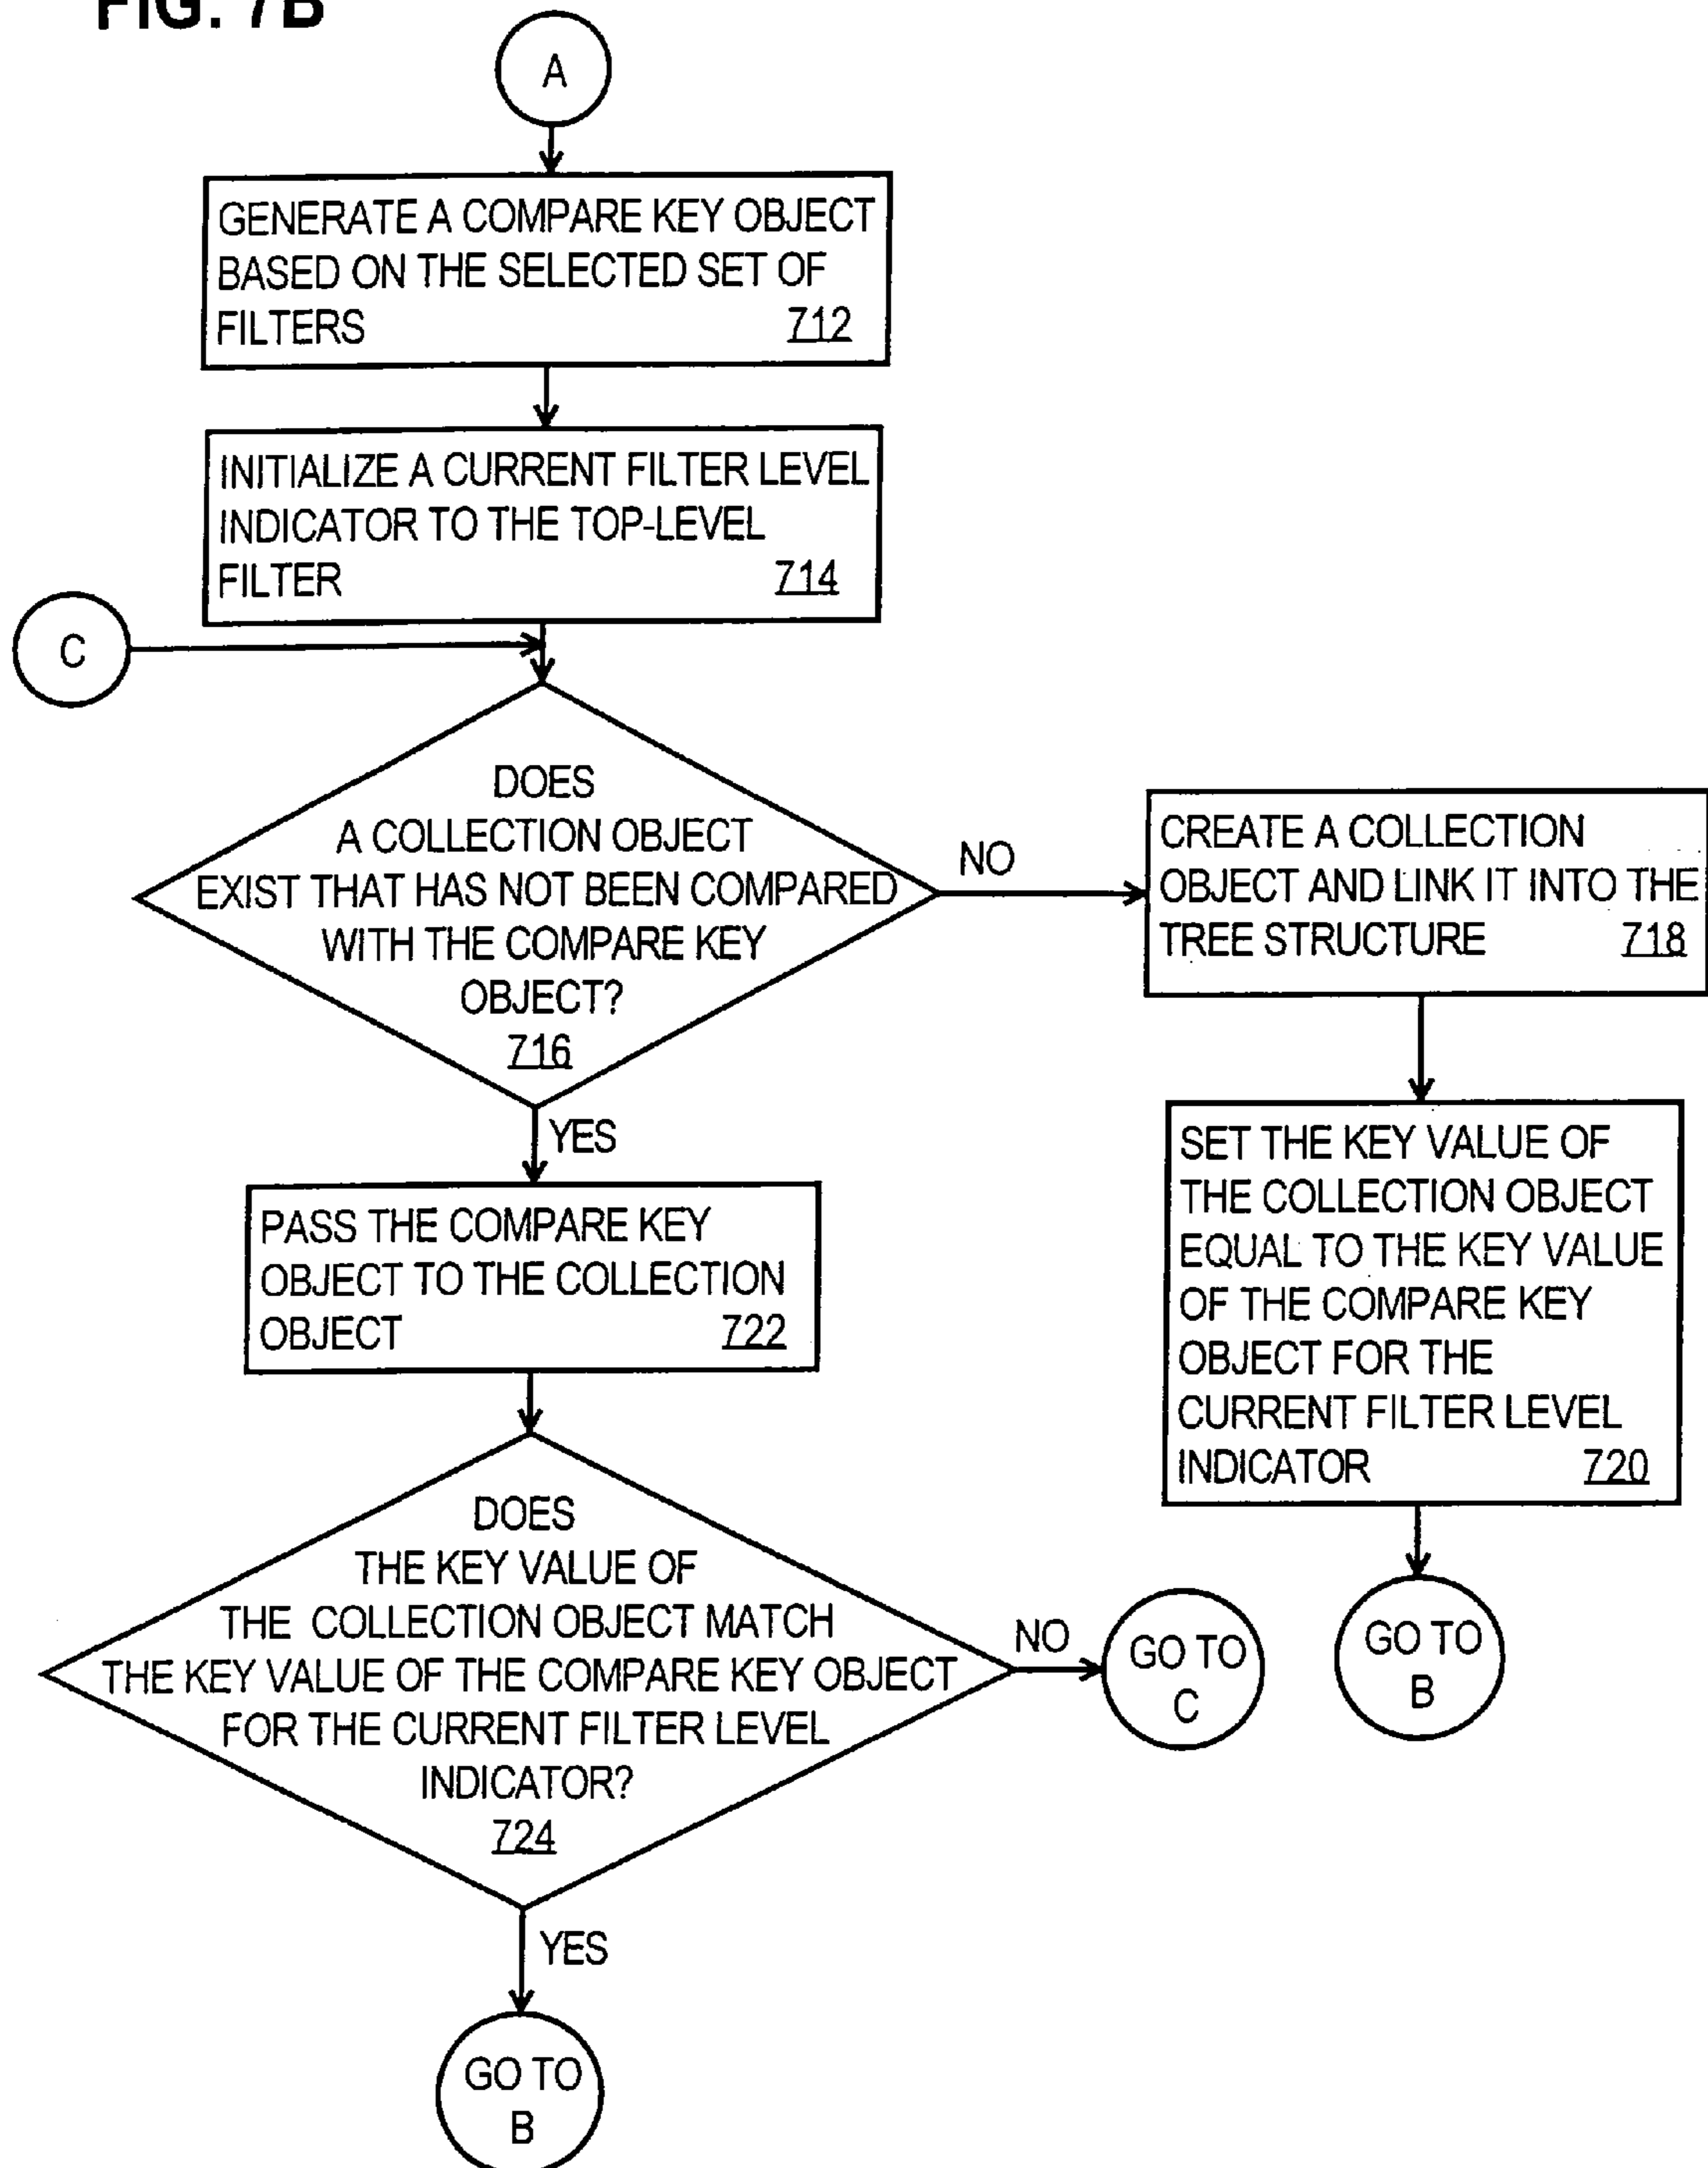 FIG. 7B
A
GENERATE A COMPARE KEY OBJECT
BASED ON THE SELECTED SET OF
FILTERS 712
INITIALIZE A CURRENT FILTER LEVEL
INDICATOR TO THE TOP-LEVEL
FILTER 714
C
DOES
A COLLECTION OBJECT
EXIST THAT HAS NOT BEEN COMPARED
WITH THE COMPARE KEY
OBJECT?
716
NO
CREATE A COLLECTION
OBJECT AND LINK IT INTO THE
TREE STRUCTURE 718
YES
SET THE KEY VALUE OF
THE COLLECTION OBJECT
EQUAL TO THE KEY VALUE
OF THE COMPARE KEY
OBJECT FOR THE
CURRENT FILTER LEVEL
INDICATOR 720
PASS THE COMPARE KEY
OBJECT TO THE COLLECTION
OBJECT 722
DOES
THE KEY VALUE OF
THE COLLECTION OBJECT MATCH
THE KEY VALUE OF THE COMPARE KEY OBJECT
FOR THE CURRENT FILTER LEVEL
INDICATOR?
724
NO
GO TO
C
GO TO
B
YES
GO TO
B